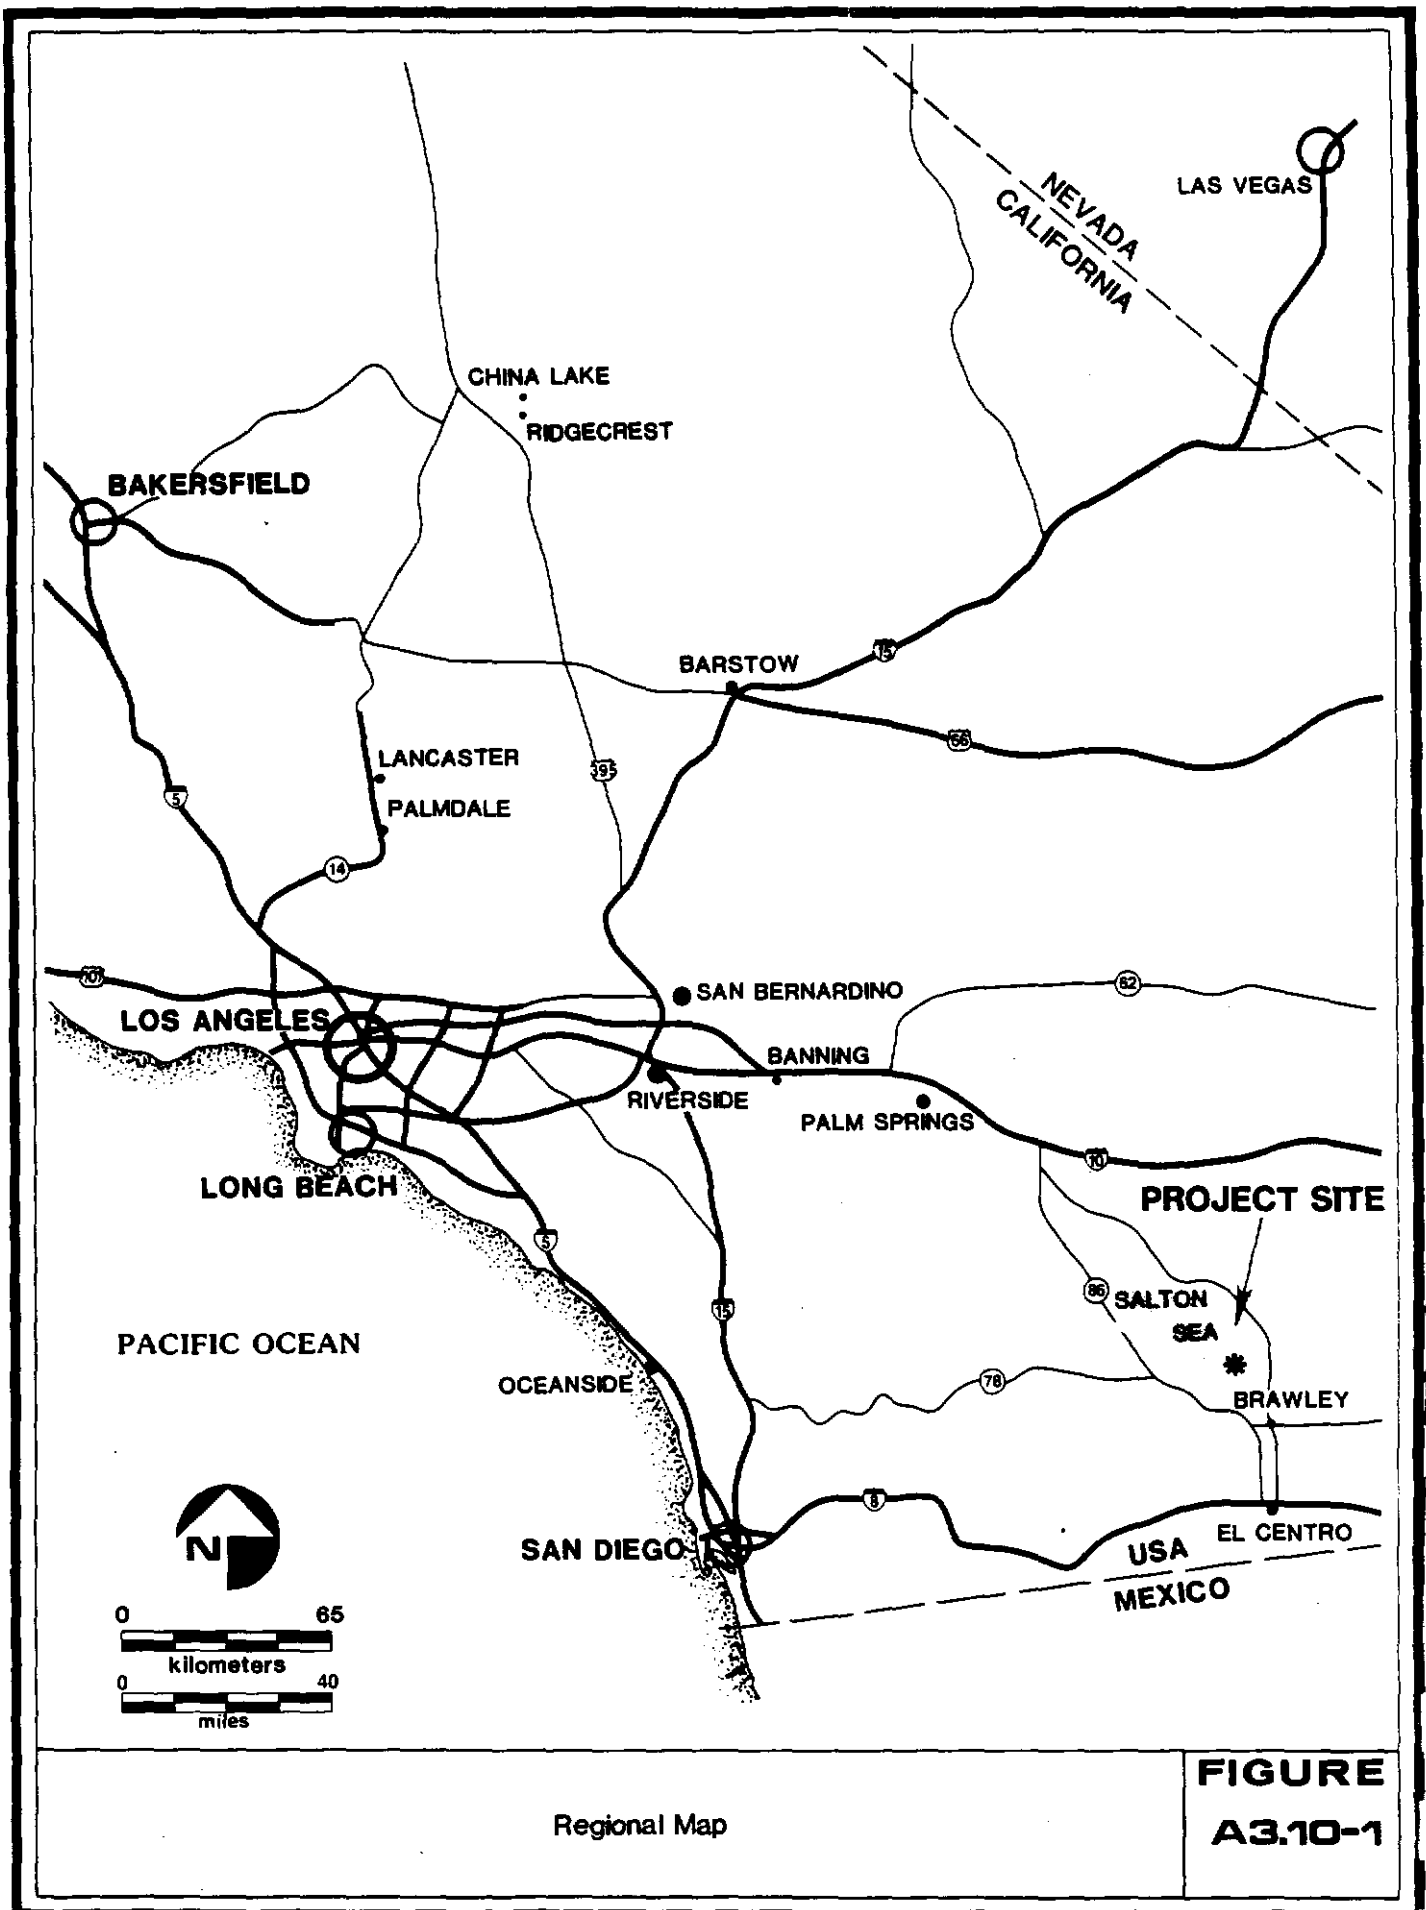 LAS VEGAS
NEVADA
CALIFORNIA
CHINA LAKE
RIDGECREST
BAKERSFIELD
15
BARSTOW
66
LANCASTER
395
5
PALMDALE
14
101
62
SAN BERNARDINO
LOS ANGELES
BANNING
RIVERSIDE
PALM SPRINGS
10
LONG BEACH
PROJECT SITE
5
86
SALTON
SEA
15
PACIFIC OCEAN
OCEANSIDE
78
BRAWLEY
8
EL CENTRO
SAN DIEGO
USA
MEXICO
N
0 65
kilometers
0 40
miles
Regional Map
FIGURE
A3.10-1